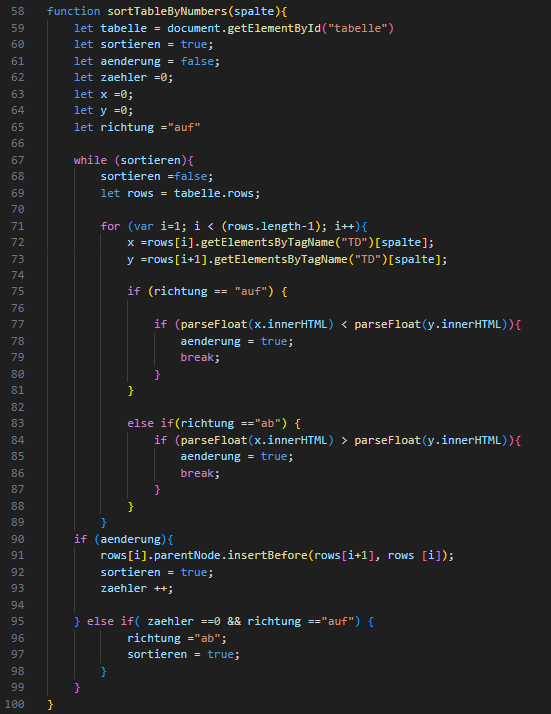 58 function sortTableByNumbers(spalte){
59     let tabelle = document.getElementById("tabelle")
60     let sortieren = true;
61     let aenderung = false;
62     let zaehler =0;
63     let x =0;
64     let y =0;
65     let richtung ="auf"
66
67     while (sortieren){
68         sortieren =false;
69         let rows = tabelle.rows;
70
71         for (var i=1; i < (rows.length-1); i++){
72             x =rows[i].getElementsByTagName("TD")[spalte];
73             y =rows[i+1].getElementsByTagName("TD")[spalte];
74
75             if (richtung == "auf") {
76
77                 if (parseFloat(x.innerHTML) < parseFloat(y.innerHTML)){
78                     aenderung = true;
79                     break;
80                 }
81             }
82
83             else if(richtung =="ab") {
84                 if (parseFloat(x.innerHTML) > parseFloat(y.innerHTML)){
85                     aenderung = true;
86                     break;
87                 }
88             }
89         }
90     if (aenderung){
91         rows[i].parentNode.insertBefore(rows[i+1], rows [i]);
92         sortieren = true;
93         zaehler ++;
94
95     } else if( zaehler ==0 && richtung =="auf") {
96             richtung ="ab";
97             sortieren = true;
98         }
99     }
100 }